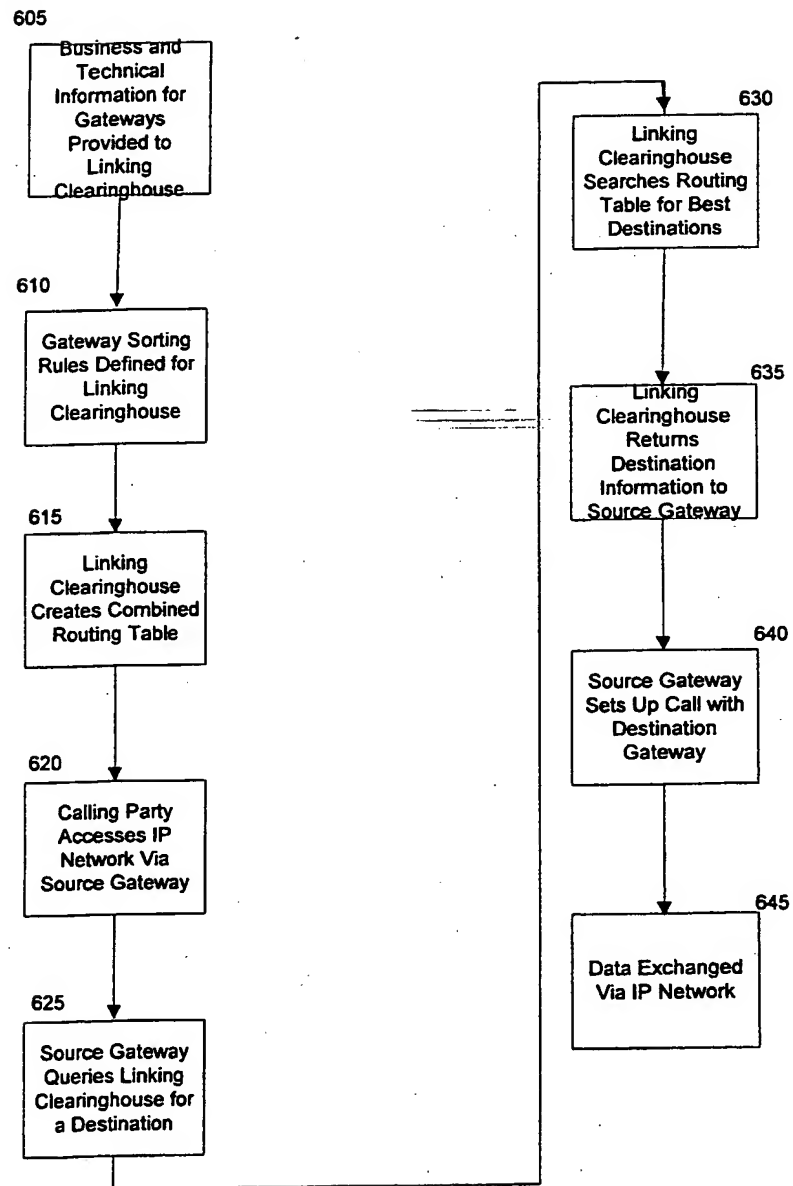 605
Business and
Technical
Information for
Gateways
Provided to
Linking
Clearinghouse
610
Gateway Sorting
Rules Defined for
Linking
Clearinghouse
615
Linking
Clearinghouse
Creates Combined
Routing Table
620
Calling Party
Accesses IP
Network Via
Source Gateway
625
Source Gateway
Queries Linking
Clearinghouse for
a Destination
630
Linking
Clearinghouse
Searches Routing
Table for Best
Destinations
635
Linking
Clearinghouse
Returns
Destination
Information to
Source Gateway
640
Source Gateway
Sets Up Call with
Destination
Gateway
645
Data Exchanged
Via IP Network